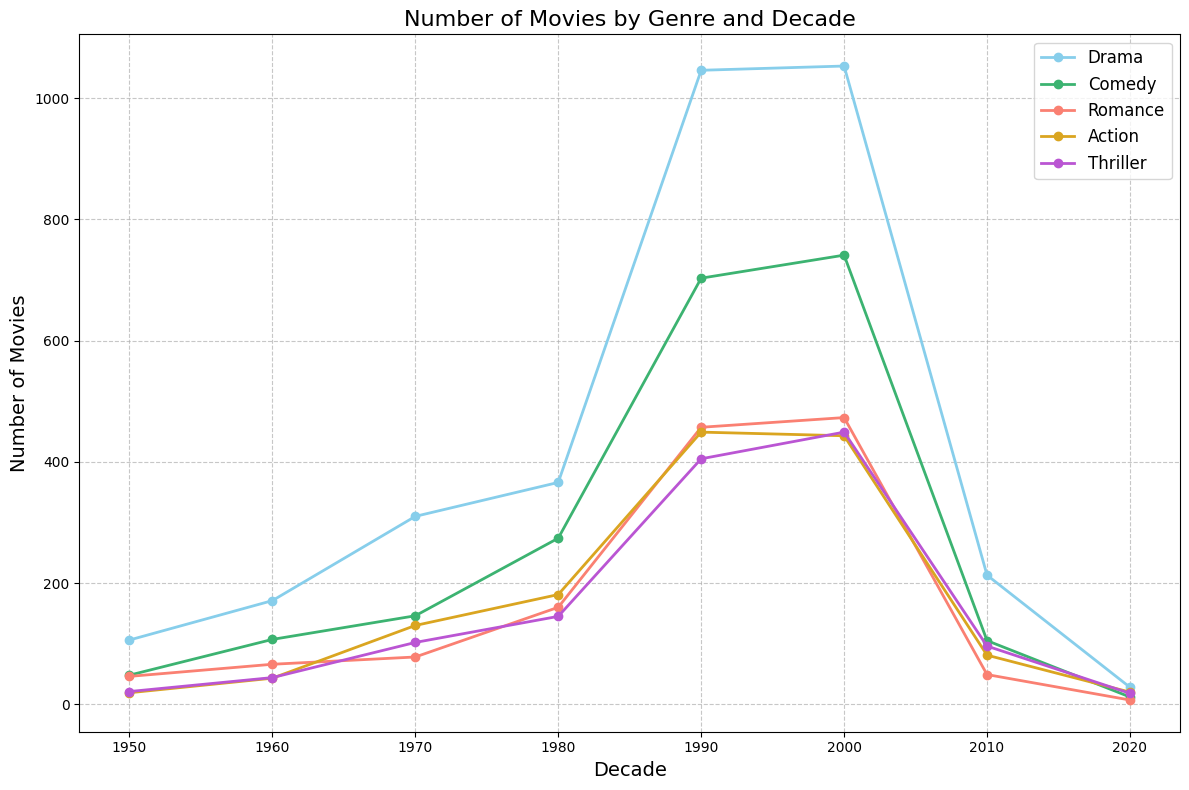 Number of Movies by Genre and Decade
Drama
Comedy
Romance
Action
Thriller
Number of Movies
1000
800
600
400
200
0
1950 1960 1970 1980 1990 2000 2010 2020
Decade